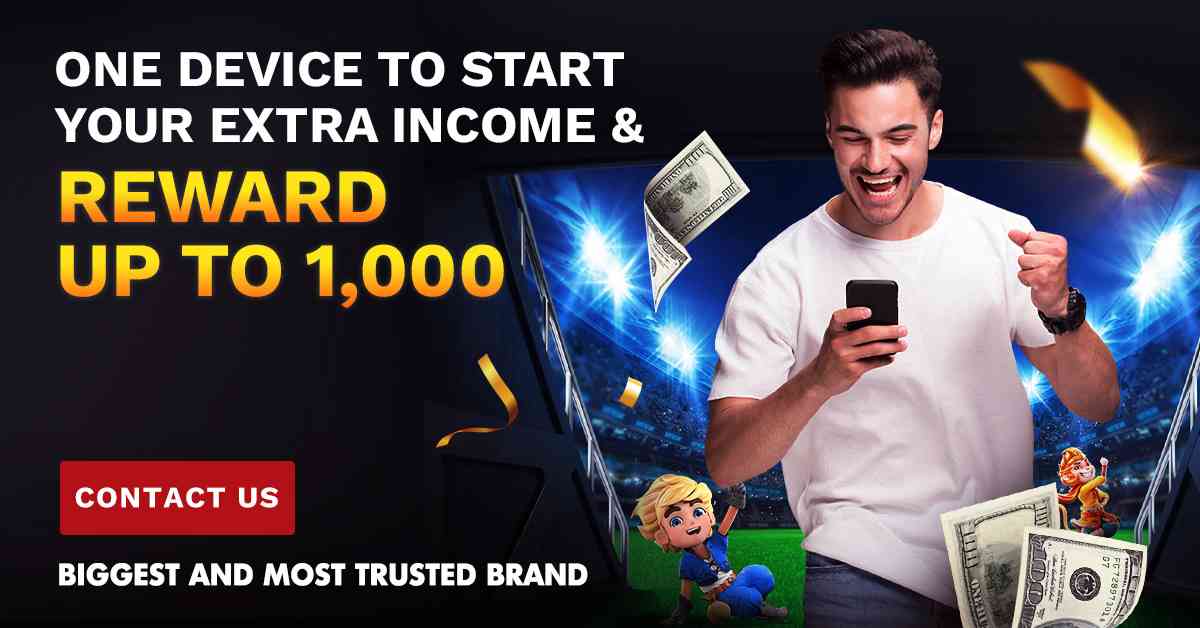 ONE DEVICE TO START
YOUR EXTRA INCOME &
REWARD
UP TO 1,000
CONTACT US
BIGGEST AND MOST TRUSTED BRAND